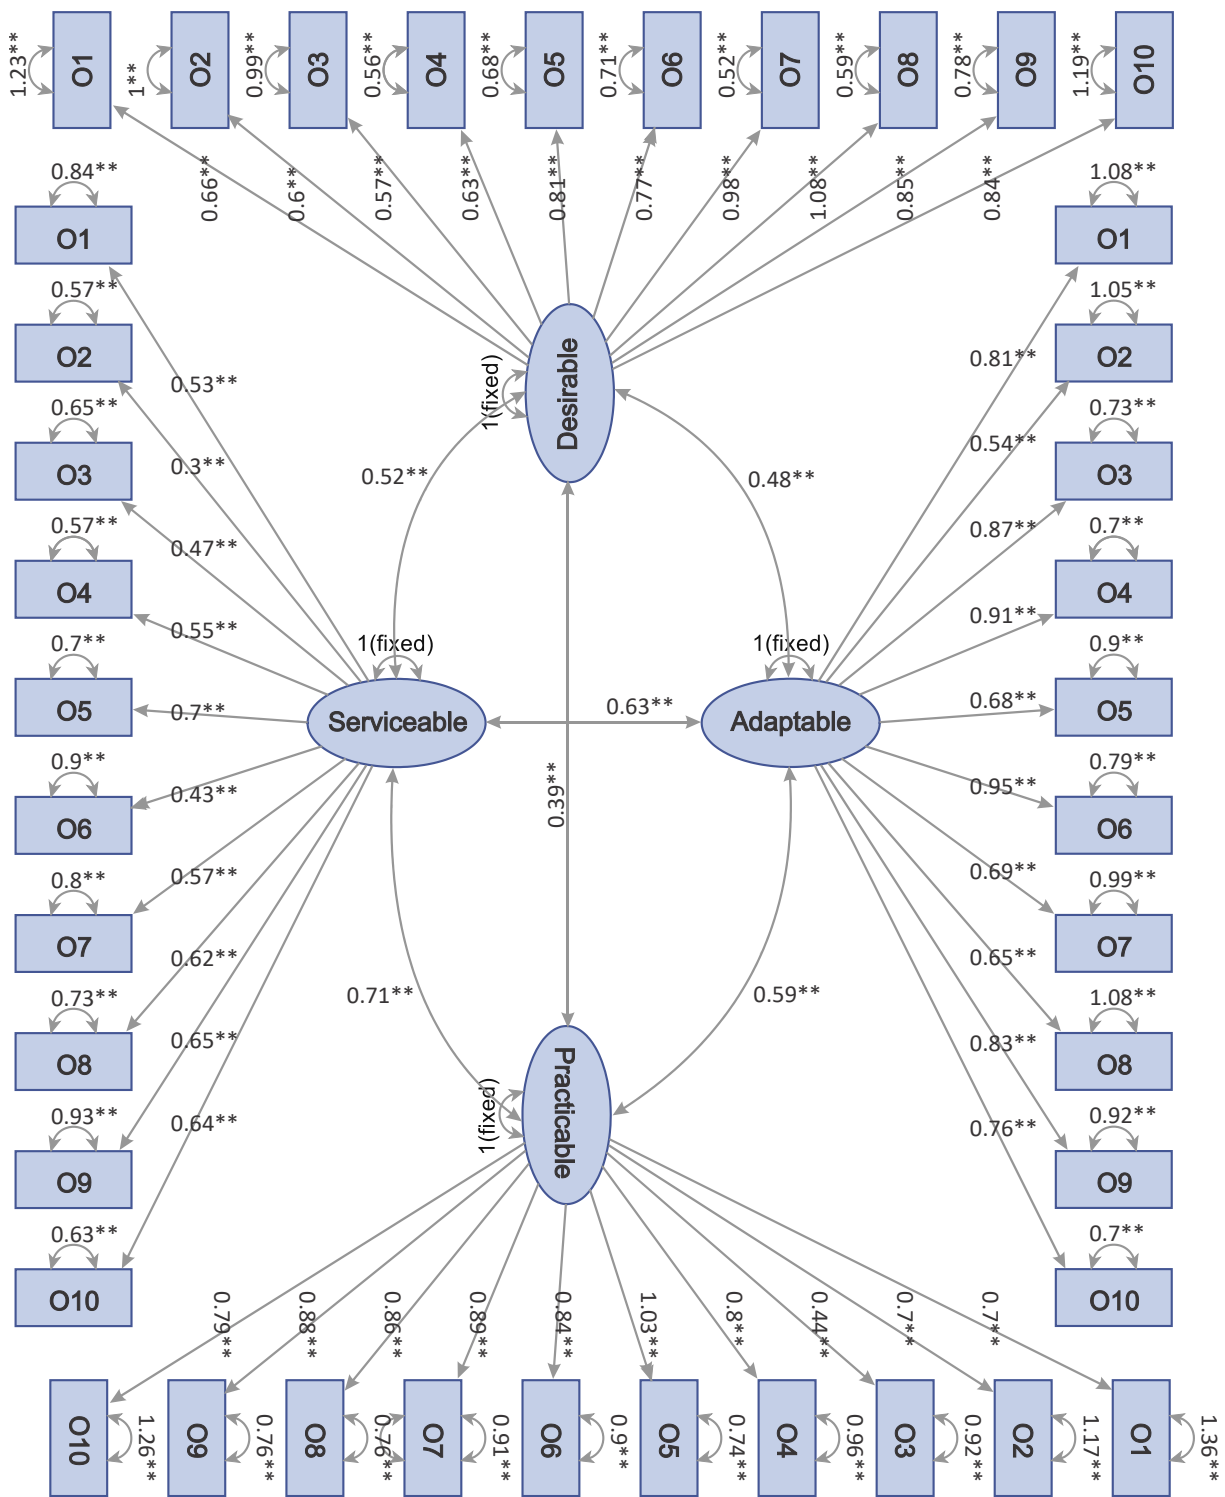 1.23**
O1
1**
O2
0.99**
O3
0.56**
O4
0.68**
O5
0.71**
O6
0.52**
O7
0.59**
O8
0.78**
O9
1.19**
O10
0.66**
0.6**
0.57**
0.63**
0.81**
0.77**
0.98**
1.08**
0.85**
0.84**
Desirable
1(fixed)
0.84**
O1
0.57**
O2
0.65**
O3
0.57**
O4
0.7**
O5
0.9**
O6
0.8**
O7
0.73**
O8
0.93**
O9
0.63**
O10
0.53**
0.3**
0.47**
0.55**
0.7**
0.43**
0.57**
0.62**
0.65**
0.64**
1(fixed)
Serviceable
0.52**
0.48**
0.63**
0.39**
0.71**
0.59**
1(fixed)
Adaptable
0.81**
0.54**
0.87**
0.91**
0.68**
0.95**
0.69**
0.65**
0.83**
0.76**
1.08**
O1
1.05**
O2
0.73**
O3
0.7**
O4
0.9**
O5
0.79**
O6
0.99**
O7
1.08**
O8
0.92**
O9
0.7**
O10
1(fixed)
Practicable
0.79**
0.88**
0.86**
0.89**
0.84**
1.03**
0.8**
0.44**
0.7**
0.7**
O10
1.26**
O9
0.76**
O8
0.76**
O7
0.91**
O6
0.9**
O5
0.74**
O4
0.96**
O3
0.92**
O2
1.17**
O1
1.36**